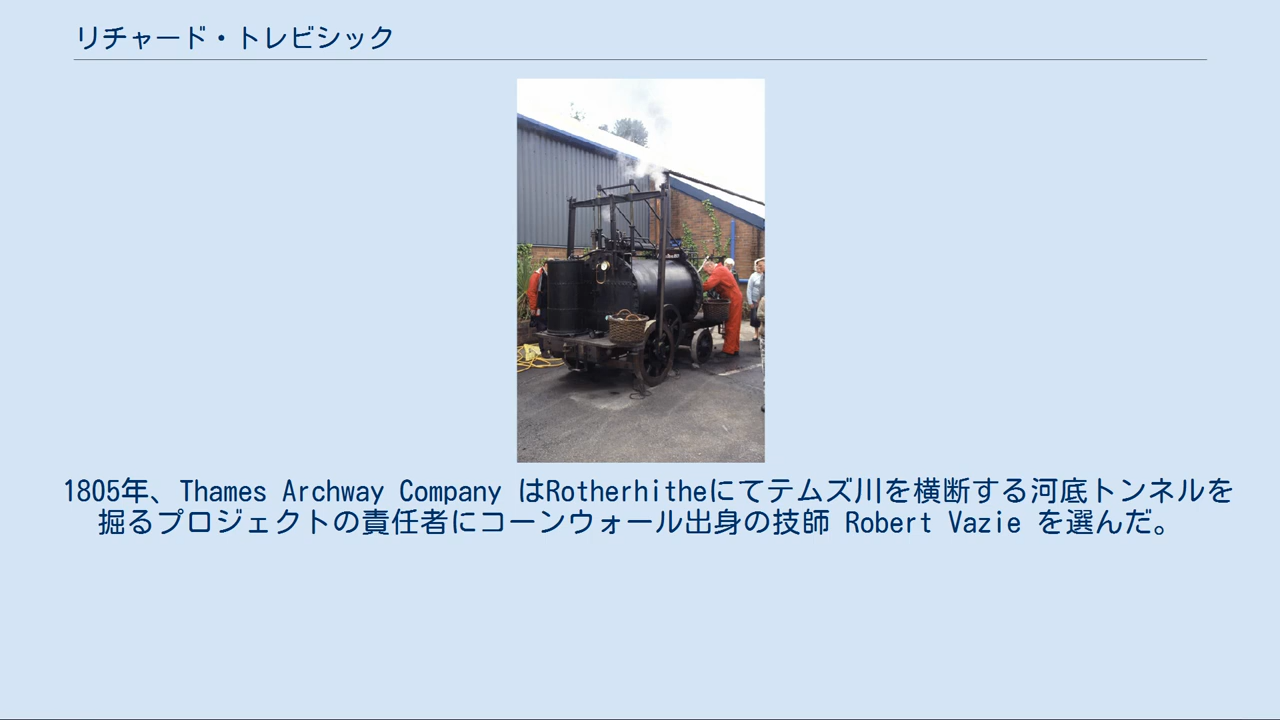 リチャード・トレビシック
1805年、Thames Archway Company はRotherhitheにてテムズ川を横断する河底トンネルを
掘るプロジェクトの責任者にコーンウォール出身の技師 Robert Vazie を選んだ。